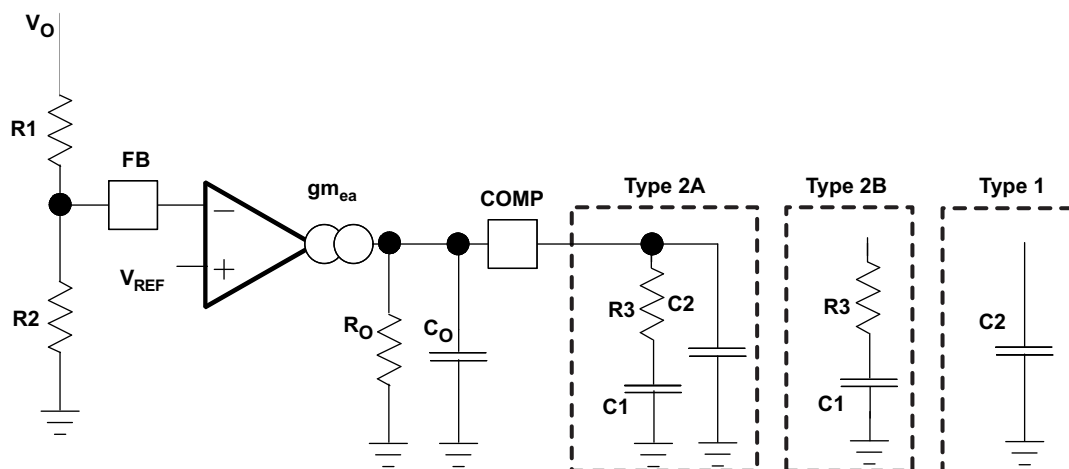 VO
R1
FB
gmea
COMP
Type 2A
Type 2B
Type 1
VREF
R2
RO
CO
R3
C2
C1
R3
C1
C2